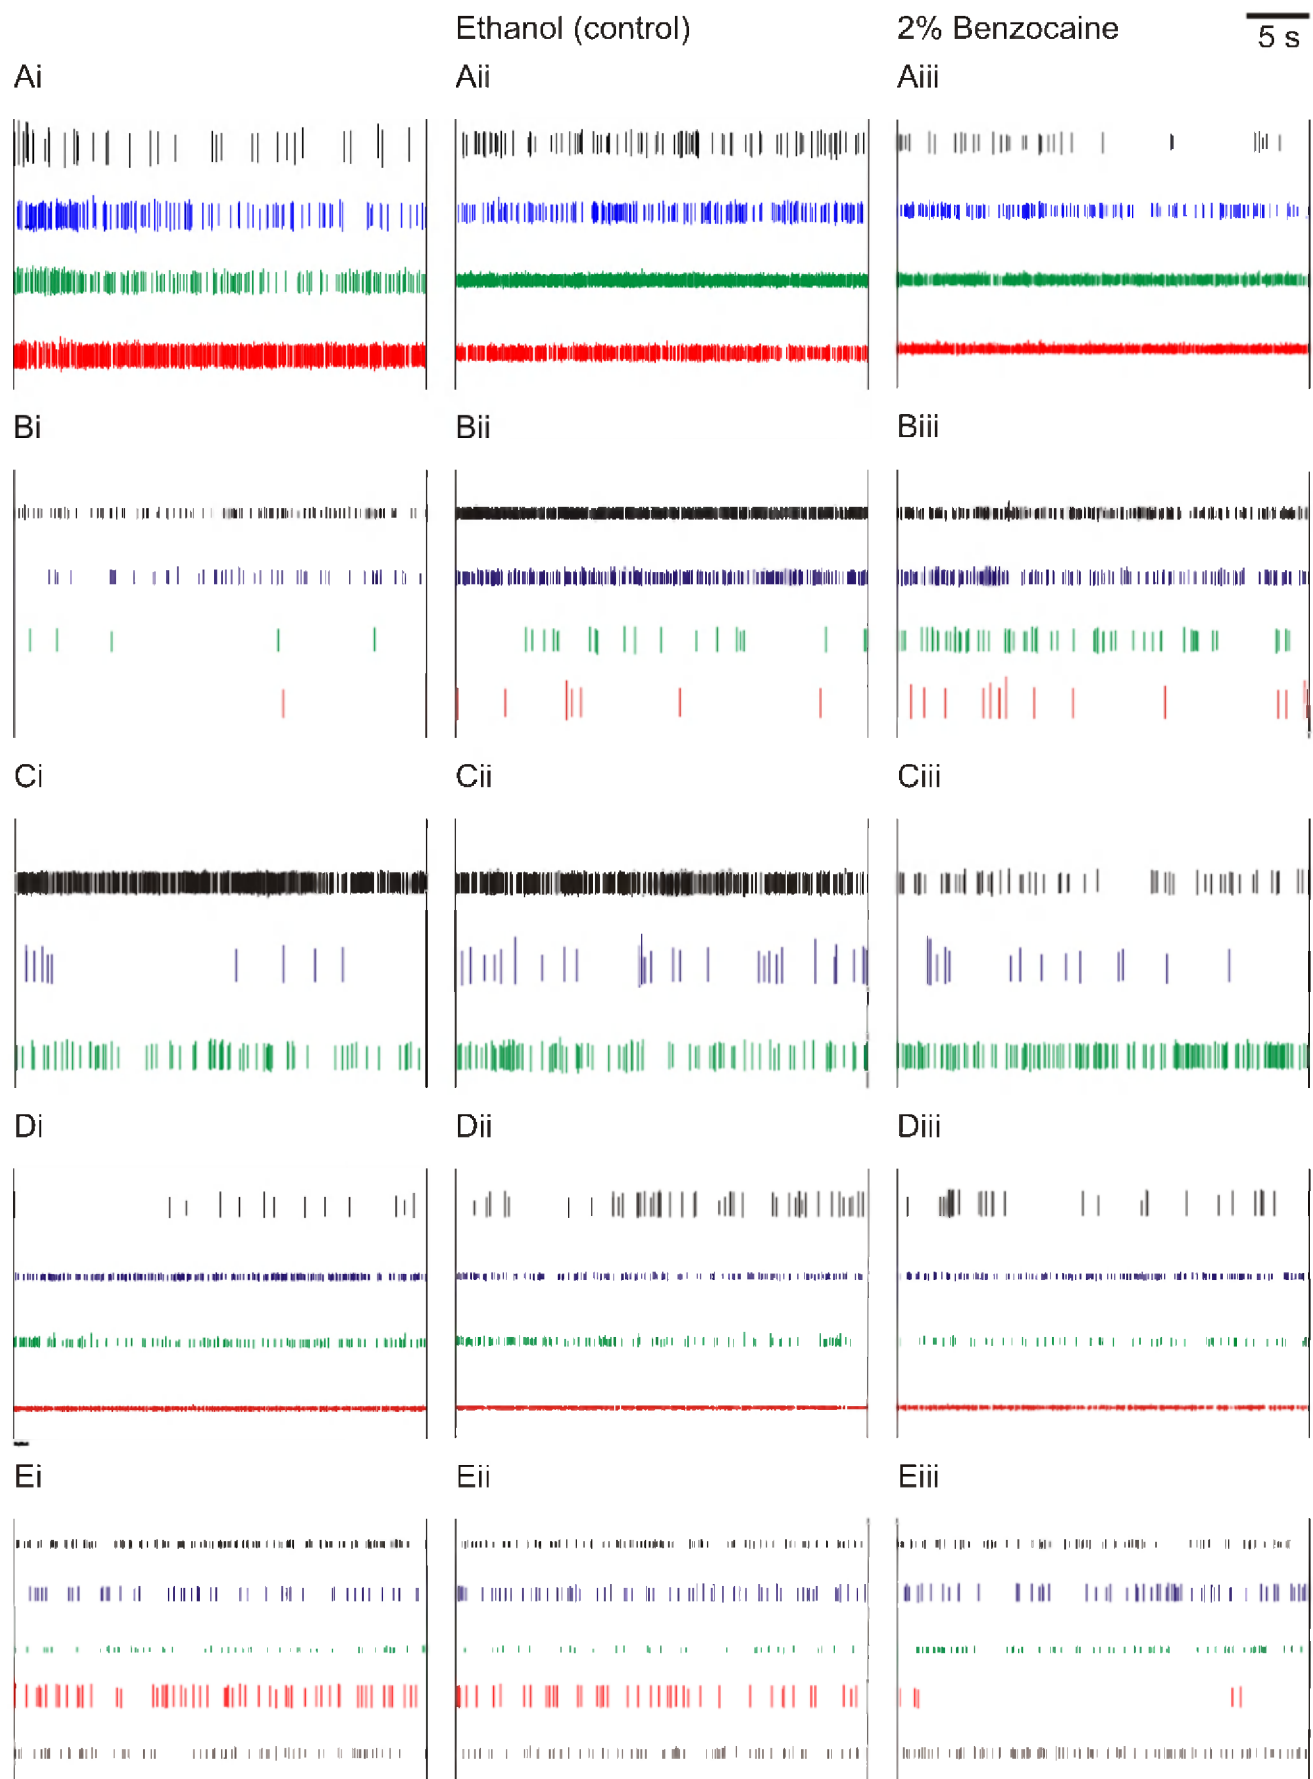 Ethanol (control) 2% Benzocaine 5 s
Ai Aii Aiii
Bi Bii Biii
Ci Cii Ciii
Di Dii Diii
Ei Eii Eiii